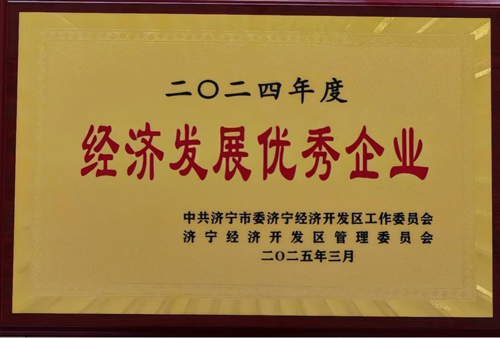 二〇二四年度
经济发展优秀企业
中共济宁市委济宁经济开发区工作委员会
济宁经济开发区管理委员会
二〇二五年三月